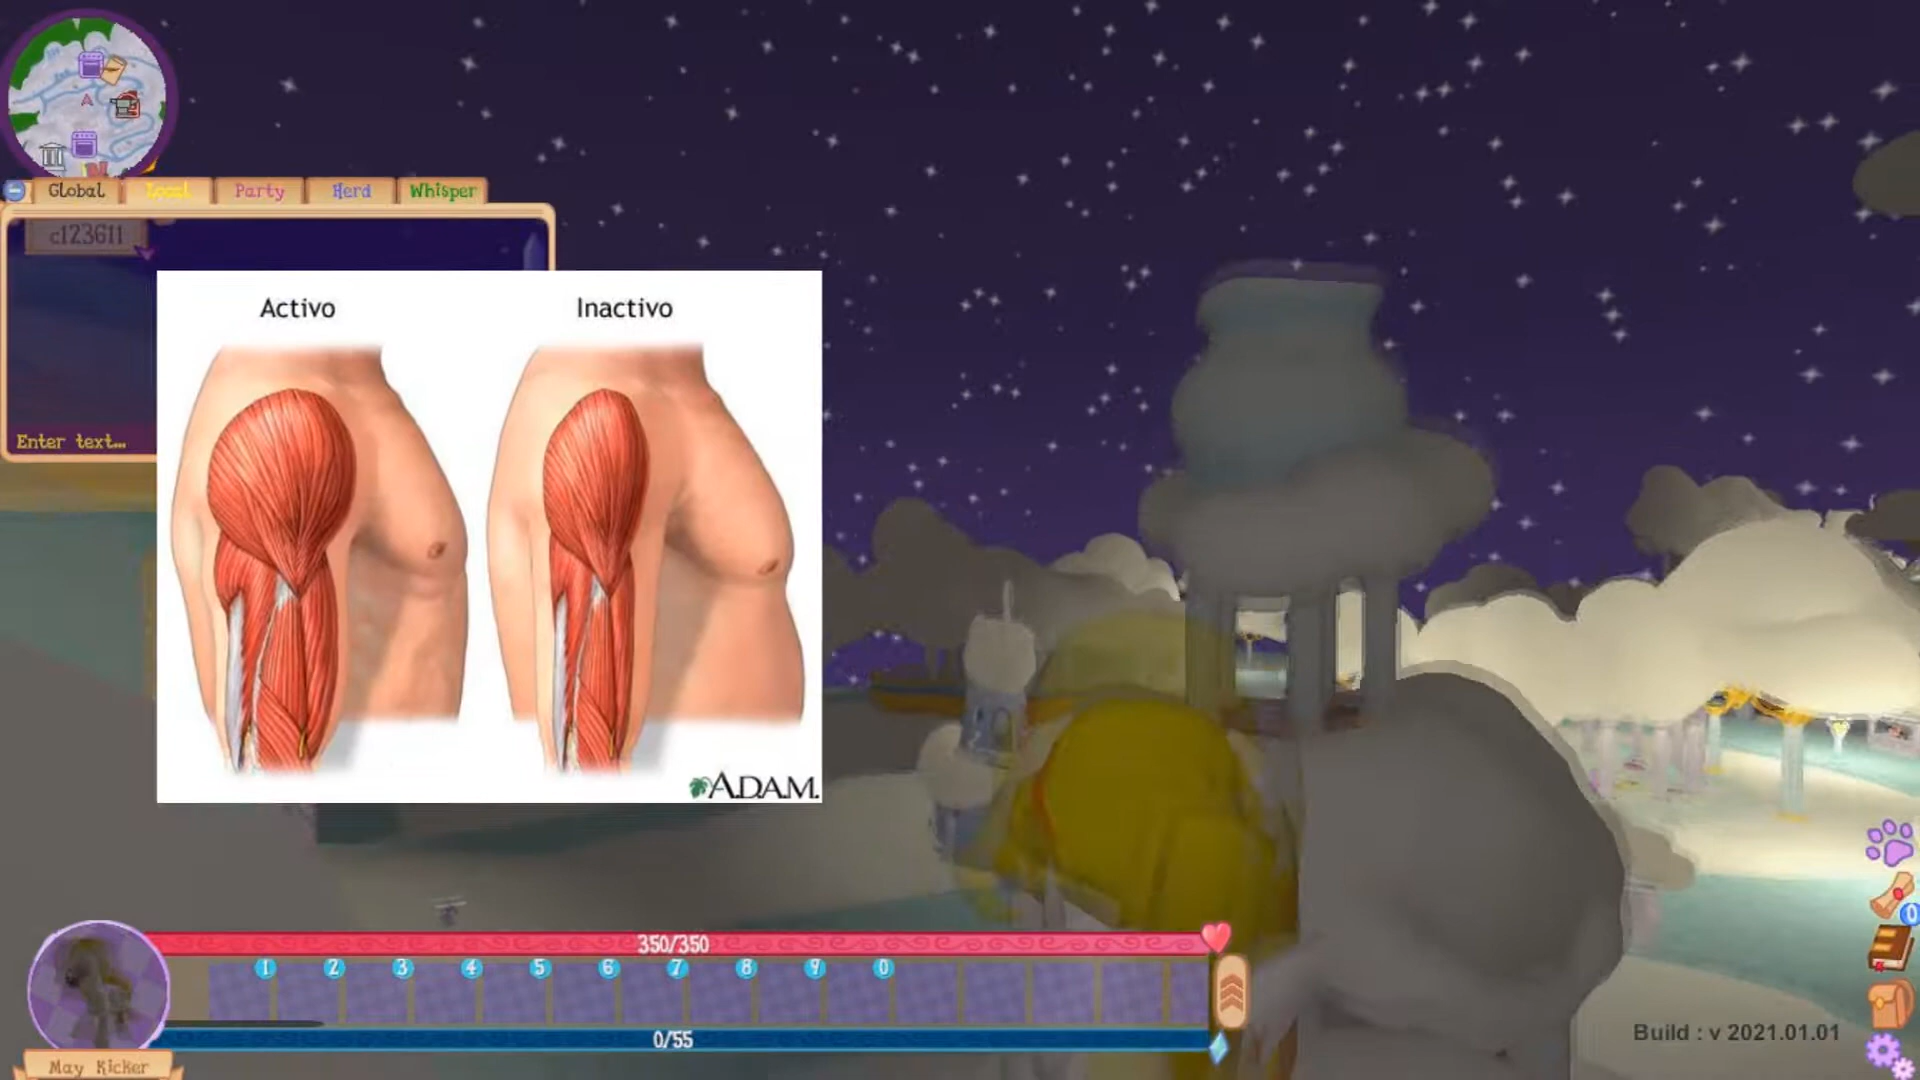 Global Local Party Herd Whisper
c123611
Enter text...
Activo Inactivo
A.D.A.M.
350/350
1 2 3 4 5 6 7 8 9 0
0/55
May Kicker
0
Build : v 2021.01.01